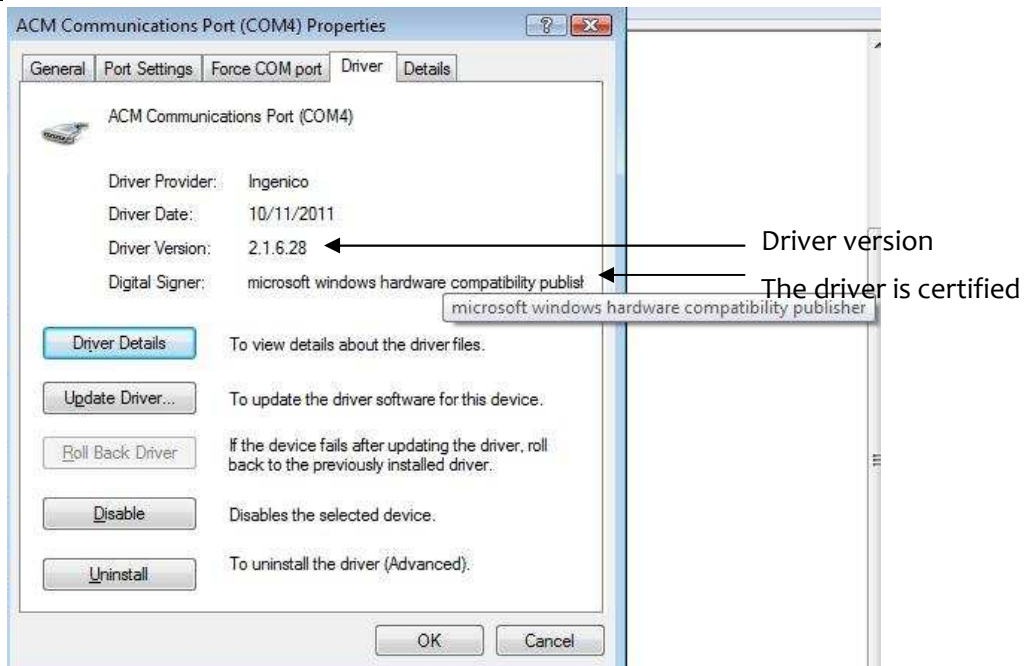 ACM Communications Port (COM4) Properties
General Port Settings Force COM port Driver Details
ACM Communications Port (COM4)
Driver Provider: Ingenico
Driver Date: 10/11/2011
Driver Version: 2.1.6.28
Driver version
Digital Signer: microsoft windows hardware compatibility publist
The driver is certified
microsoft windows hardware compatibility publisher
Driver Details To view details about the driver files.
Update Driver... To update the driver software for this device.
Roll Back Driver If the device fails after updating the driver, roll
back to the previously installed driver.
Disable Disables the selected device.
Uninstall To uninstall the driver (Advanced).
OK Cancel